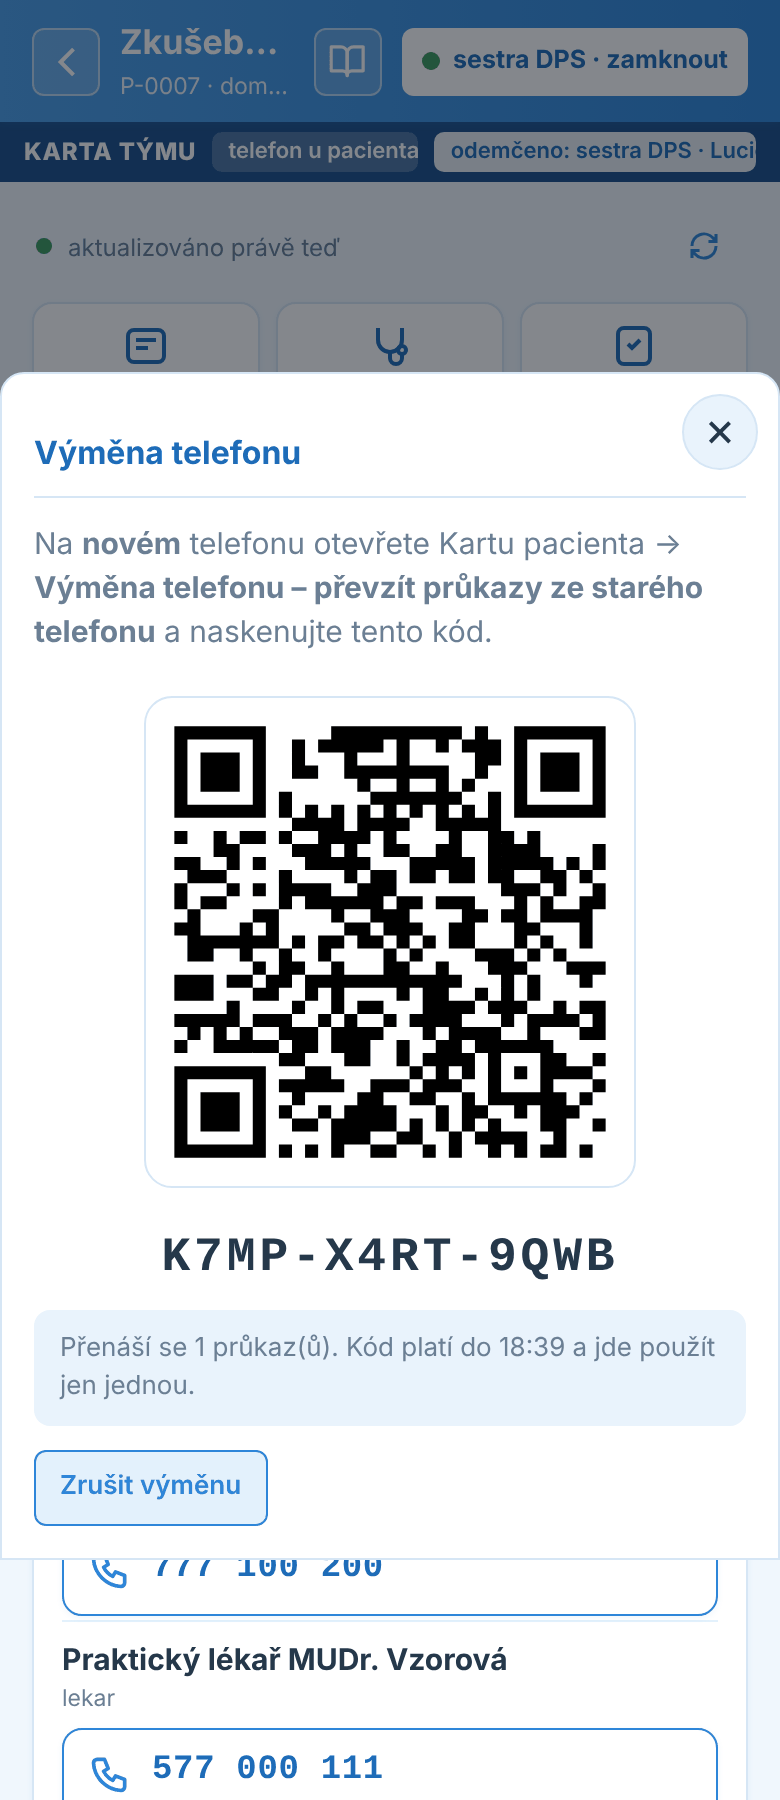 Zkušeb...
P-0007 · dom...
sestra DPS · zamknout
KARTA TÝMU
telefon u pacienta
odemčeno: sestra DPS · Luci
aktualizováno právě teď
Výměna telefonu
Na novém telefonu otevřete Kartu pacienta →
Výměna telefonu – převzít průkazy ze starého
telefonu a naskenujte tento kód.
K7MP-X4RT-9QWB
Přenáší se 1 průkaz(ů). Kód platí do 18:39 a jde použít
jen jednou.
Zrušit výměnu
777 100 200
Praktický lékař MUDr. Vzorová
lekar
577 000 111